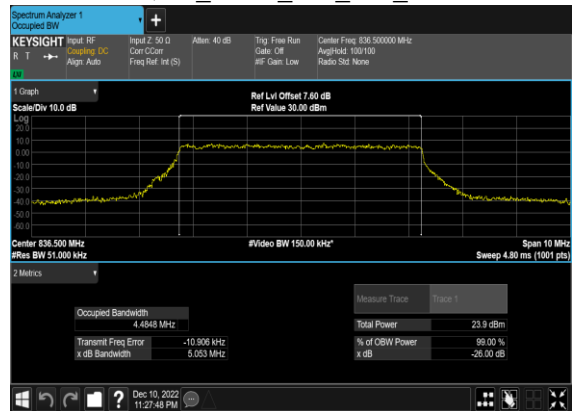 Spectrum Analyzer 1
Occupied BW
+
KEYSIGHT
R T
LW
Input: RF
Coupling: DC
Align: Auto
Input Z: 50 Ω
Corr CCorr
Freq Ref: Int (S)
Atten: 40 dB
Trig: Free Run
Gate: Off
#IF Gain: Low
Center Freq: 836.500000 MHz
Avg|Hold: 100/100
Radio Std: None
1 Graph
Scale/Div 10.0 dB
Ref Lvl Offset 7.60 dB
Ref Value 30.00 dBm
Log
20.0
10.0
0.00
-10.0
-20.0
-30.0
-40.0
-50.0
-60.0
Center 836.500 MHz
#Video BW 150.00 kHz*
Span 10 MHz
#Res BW 51.000 kHz
Sweep 4.80 ms (1001 pts)
2 Metrics
Measure Trace Trace 1
Occupied Bandwidth
4.4848 MHz
Total Power 23.9 dBm
Transmit Freq Error -10.906 kHz
% of OBW Power 99.00 %
x dB Bandwidth 5.053 MHz
x dB -26.00 dB
?
Dec 10, 2022
11:27:48 PM